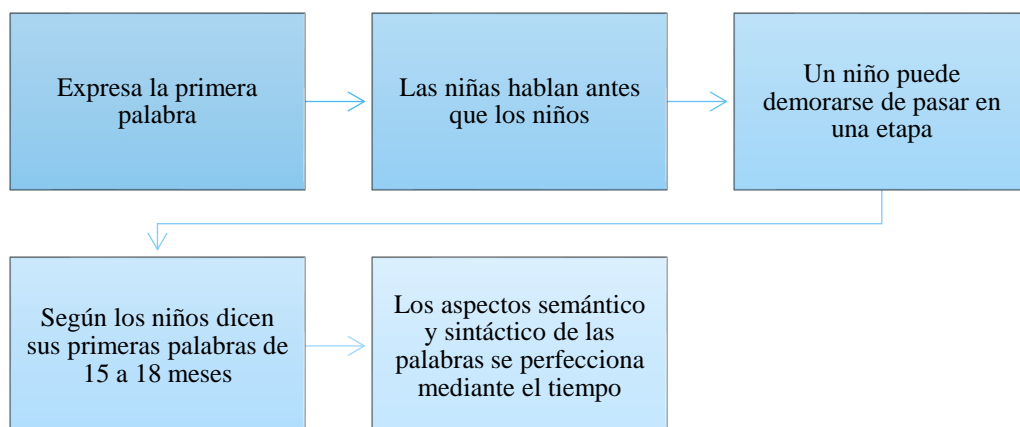 Expresa la primera
palabra
Las niñas hablan antes
que los niños
Un niño puede
demorarse de pasar en
una etapa
Según los niños dicen
sus primeras palabras de
15 a 18 meses
Los aspectos semántico
y sintáctico de las
palabras se perfecciona
mediante el tiempo